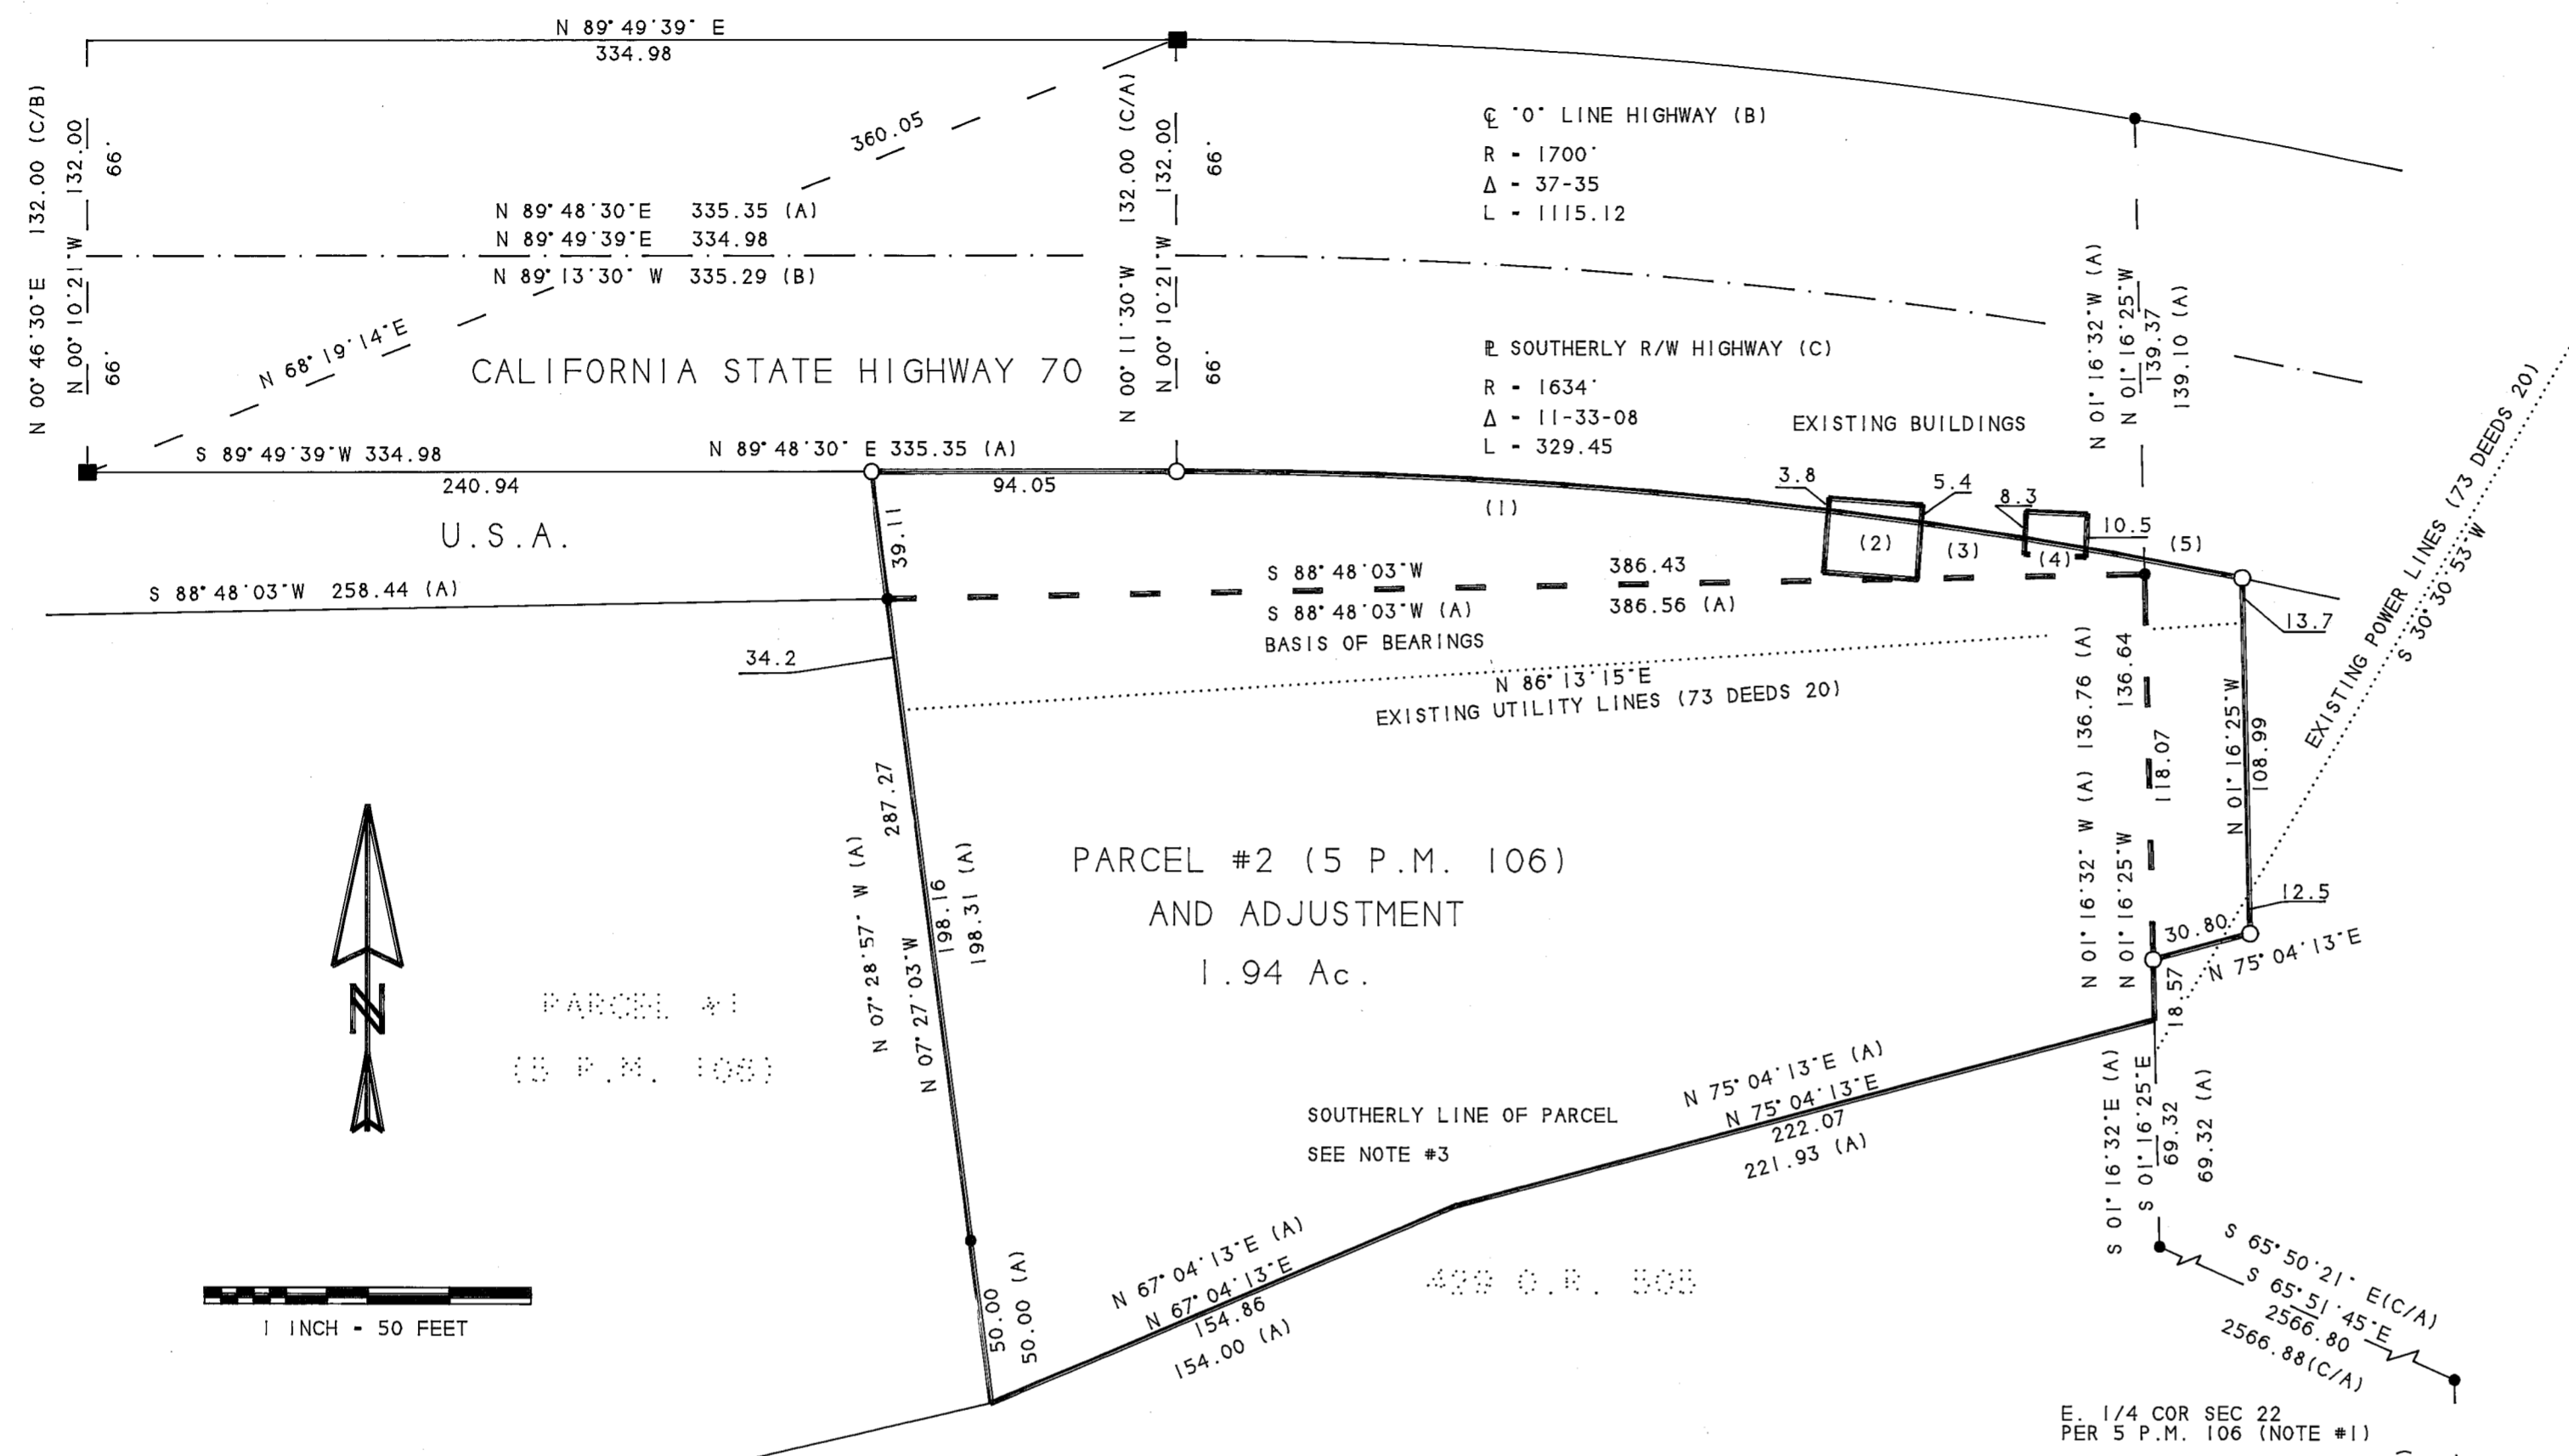 N 89°49'39" E
334.98
N 00°46'30"E 132.00 (C/B)
N 00°10'21"W 132.00
66'
66'
360.05
N 68°19'14"E
N 89°48'30"E 335.35 (A)
N 89°49'39"E 334.98
N 89°13'30" W 335.29 (B)
CALIFORNIA STATE HIGHWAY 70
N 00°11'30"W 132.00 (C/A)
N 00°10'21"W 132.00
66'
66'
℄ "O" LINE HIGHWAY (B)
R - 1700'
Δ - 37-35
L - 1115.12
PL SOUTHERLY R/W HIGHWAY (C)
R - 1634'
Δ - 11-33-08
L - 329.45
N 01°16'32"W (A)
N 01°16'25"W
139.37
139.10 (A)
EXISTING BUILDINGS
3.8
5.4
8.3
10.5
S 89°49'39"W 334.98
N 89°48'30" E 335.35 (A)
240.94
94.05
(1)
(2)
(3)
(4)
(5)
U.S.A.
39.11
S 88°48'03"W 258.44 (A)
S 88°48'03"W 386.43
S 88°48'03"W (A) 386.56 (A)
BASIS OF BEARINGS
34.2
N 86°13'15"E
EXISTING UTILITY LINES (73 DEEDS 20)
EXISTING POWER LINES (73 DEEDS 20)
S 30°30'53"W
13.7
N 01°16'32" W (A) 136.76 (A)
N 01°16'25"W 136.64
118.07
N 01°16'25"W
108.99
12.5
30.80
N 75°04'13"E
18.57
N 07°28'57" W (A)
287.27
N 07°27'03"W
198.16
198.31 (A)
PARCEL #2 (5 P.M. 106)
AND ADJUSTMENT
1.94 Ac.
N
PARCEL #1
(5 P.M. 106)
SOUTHERLY LINE OF PARCEL
SEE NOTE #3
N 75°04'13"E (A)
N 75°04'13"E
222.07
221.93 (A)
N 67°04'13"E (A)
N 67°04'13"E
154.86
154.00 (A)
50.00
50.00 (A)
499 O.R. 505
S 01°16'32"E (A)
S 01°16'25"E
69.32
69.32 (A)
S 65°50'21" E(C/A)
S 65°51'45"E
2566.80
2566.88(C/A)
1 INCH - 50 FEET
E. 1/4 COR SEC 22
PER 5 P.M. 106 (NOTE #1)